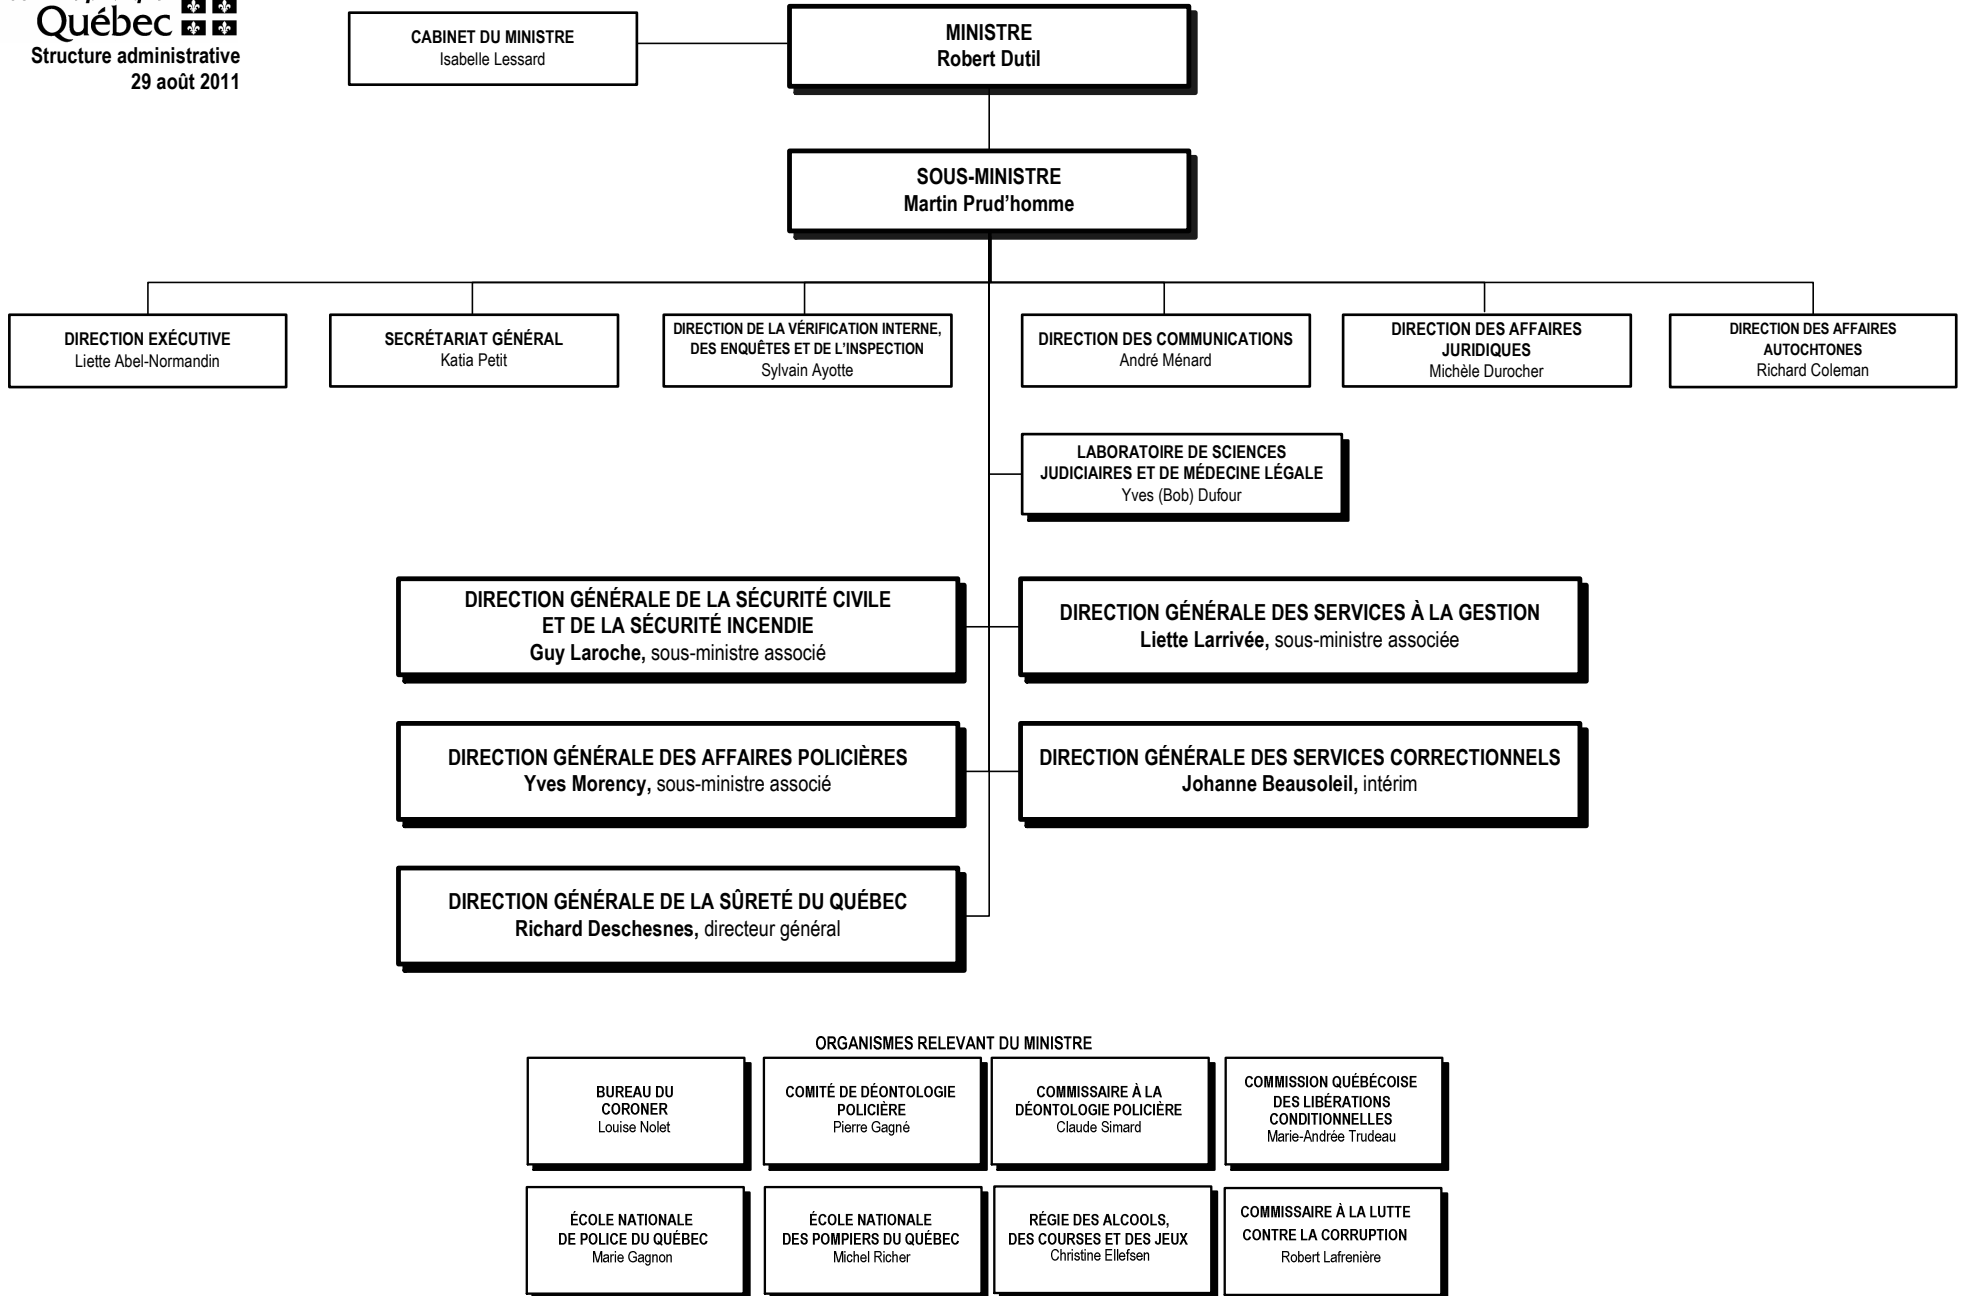 Québec
Structure administrative
29 août 2011
CABINET DU MINISTRE
Isabelle Lessard
MINISTRE
Robert Dutil
SOUS-MINISTRE
Martin Prud’homme
DIRECTION EXÉCUTIVE
Liette Abel-Normandin
SECRÉTARIAT GÉNÉRAL
Katia Petit
DIRECTION DE LA VÉRIFICATION INTERNE,
DES ENQUÊTES ET DE L’INSPECTION
Sylvain Ayotte
DIRECTION DES COMMUNICATIONS
André Ménard
DIRECTION DES AFFAIRES
JURIDIQUES
Michèle Durocher
DIRECTION DES AFFAIRES
AUTOCHTONES
Richard Coleman
LABORATOIRE DE SCIENCES
JUDICIAIRES ET DE MÉDECINE LÉGALE
Yves (Bob) Dufour
DIRECTION GÉNÉRALE DE LA SÉCURITÉ CIVILE
ET DE LA SÉCURITÉ INCENDIE
Guy Laroche, sous-ministre associé
DIRECTION GÉNÉRALE DES SERVICES À LA GESTION
Liette Larrivée, sous-ministre associée
DIRECTION GÉNÉRALE DES AFFAIRES POLICIÈRES
Yves Morency, sous-ministre associé
DIRECTION GÉNÉRALE DES SERVICES CORRECTIONNELS
Johanne Beausoleil, intérim
DIRECTION GÉNÉRALE DE LA SÛRETÉ DU QUÉBEC
Richard Deschesnes, directeur général
ORGANISMES RELEVANT DU MINISTRE
BUREAU DU
CORONER
Louise Nolet
COMITÉ DE DÉONTOLOGIE
POLICIÈRE
Pierre Gagné
COMMISSAIRE À LA
DÉONTOLOGIE POLICIÈRE
Claude Simard
COMMISSION QUÉBÉCOISE
DES LIBÉRATIONS
CONDITIONNELLES
Marie-Andrée Trudeau
ÉCOLE NATIONALE
DE POLICE DU QUÉBEC
Marie Gagnon
ÉCOLE NATIONALE
DES POMPIERS DU QUÉBEC
Michel Richer
RÉGIE DES ALCOOLS,
DES COURSES ET DES JEUX
Christine Ellefsen
COMMISSAIRE À LA LUTTE
CONTRE LA CORRUPTION
Robert Lafrenière